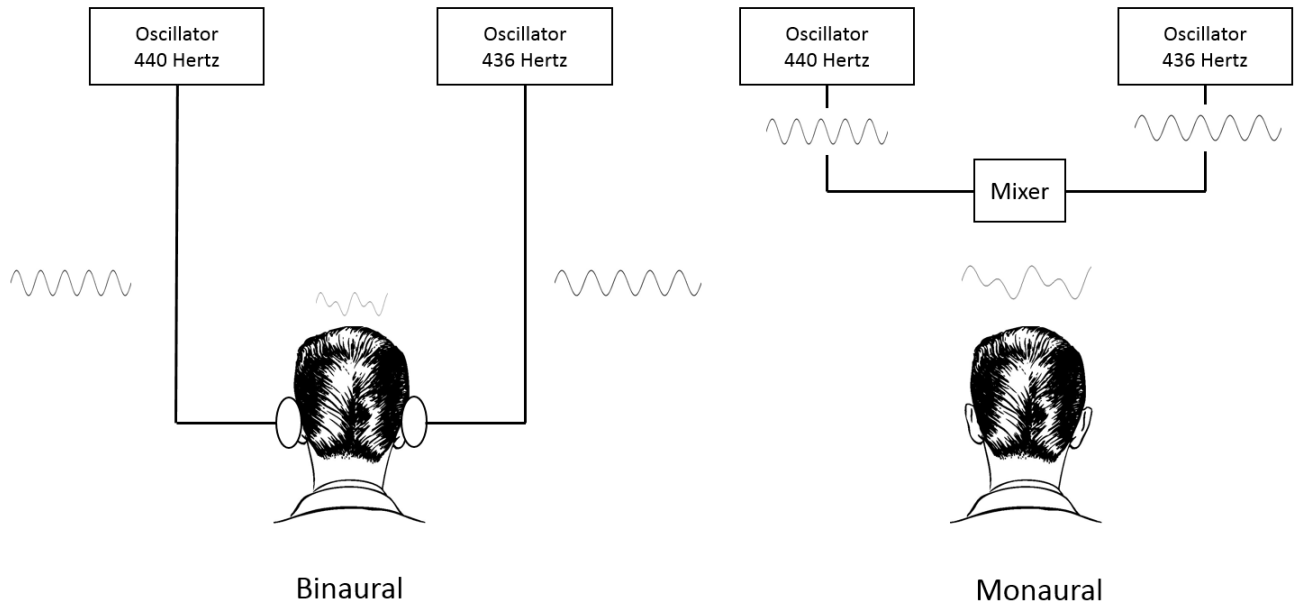 Oscillator
440 Hertz
Oscillator
436 Hertz
Oscillator
440 Hertz
Oscillator
436 Hertz
Mixer
Binaural
Monaural